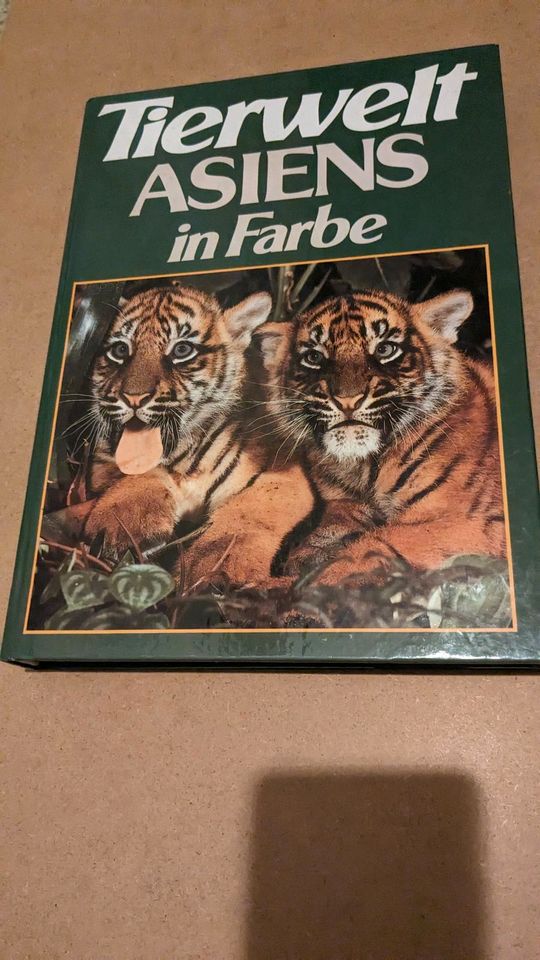 Tierwelt
ASIENS
in Farbe